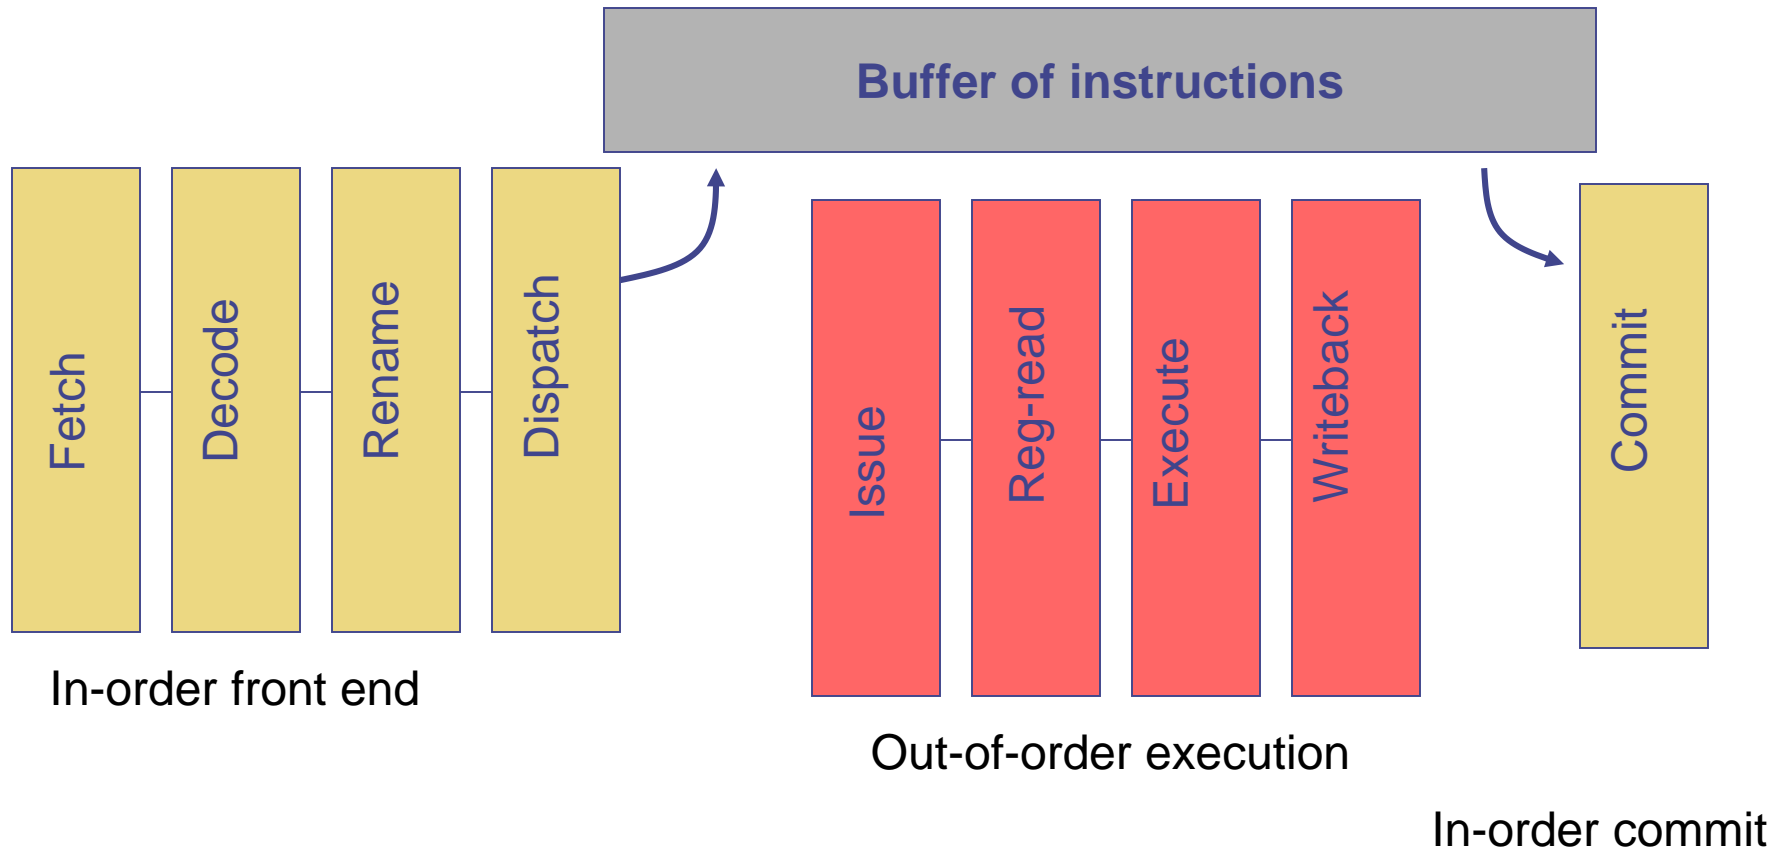 Buffer of instructions
Fetch
Decode
Rename
Dispatch
Issue
Reg-read
Execute
Writeback
Commit
In-order front end
Out-of-order execution
In-order commit